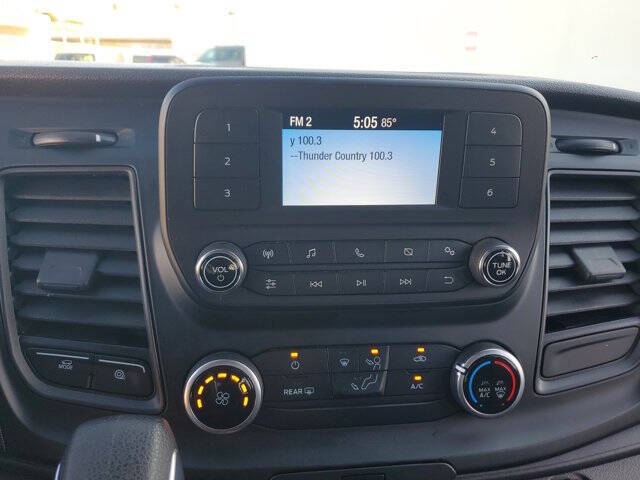 FM 2 5:05 85°
y 100.3
--Thunder Country 100.3
1
2
3
4
5
6
VOL
TUNE
OK
MODE
REAR
A/C
MAX
A/C
MAX